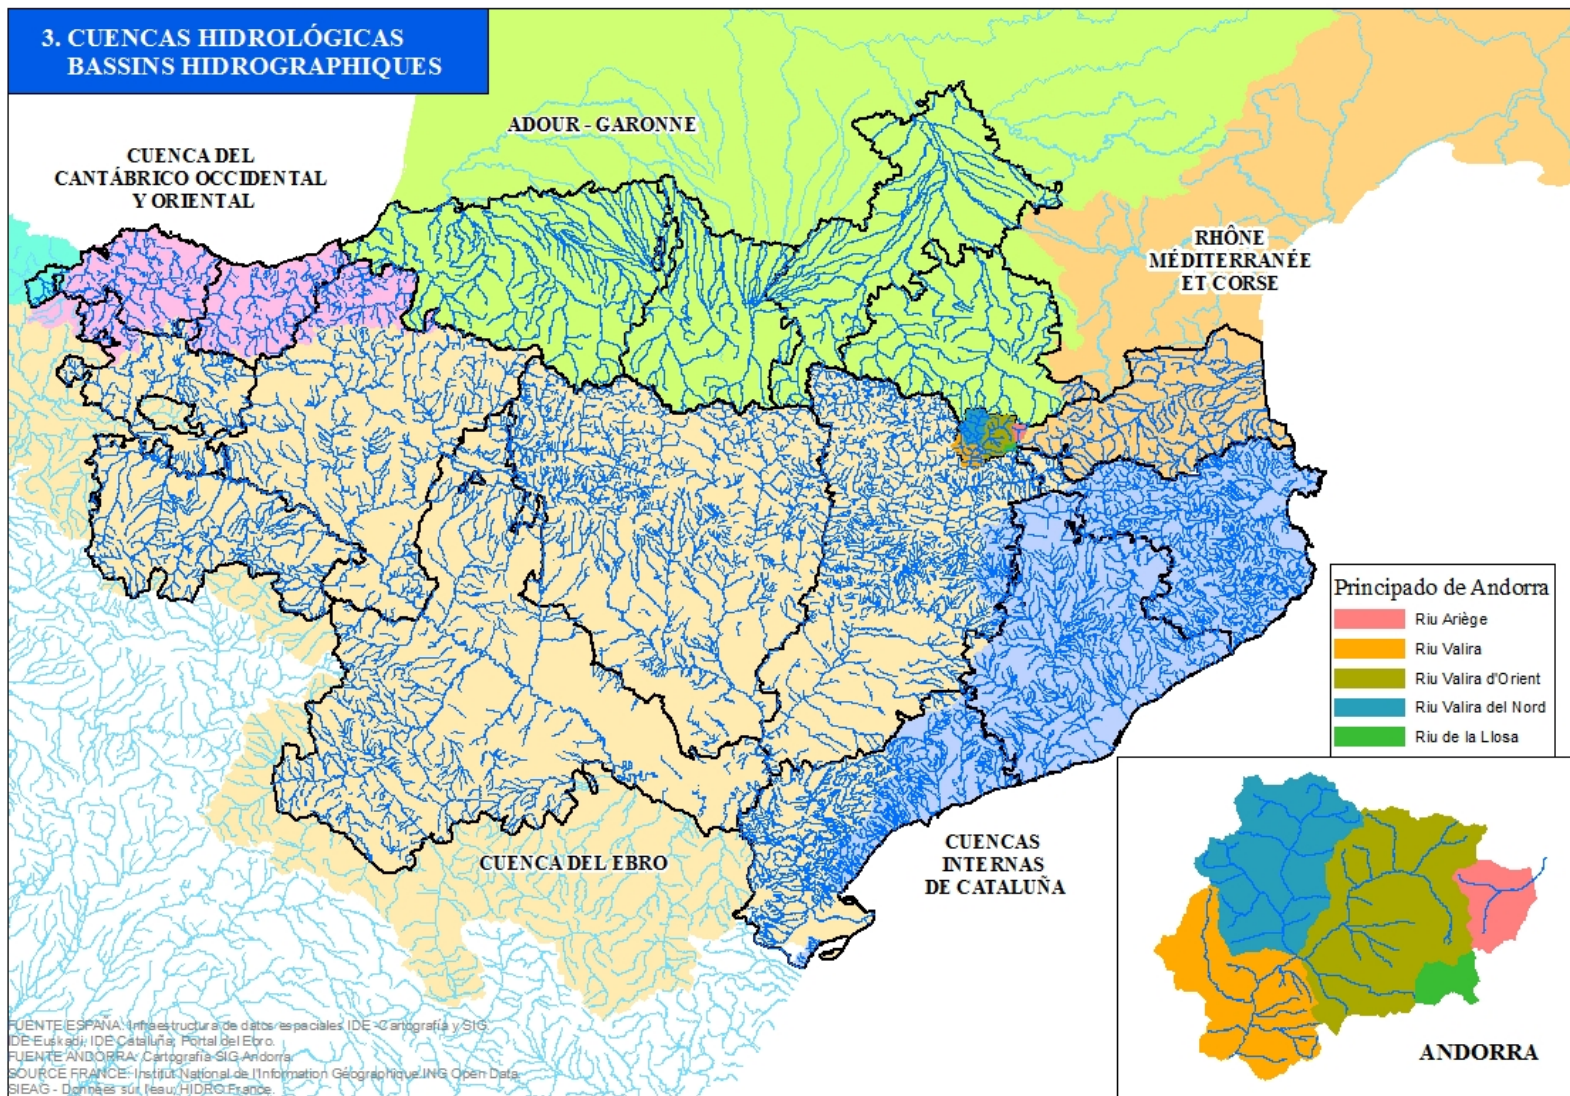 3. CUENCAS HIDROLÓGICAS
BASSINS HIDROGRAPHIQUES
ADOUR - GARONNE
CUENCA DEL
CANTÁBRICO OCCIDENTAL
Y ORIENTAL
RHÔNE
MÉDITERRANÉE
ET CORSE
Principado de Andorra
Riu Ariège
Riu Valira
Riu Valira d'Orient
Riu Valira del Nord
Riu de la Llosa
CUENCA DEL EBRO
CUENCAS
INTERNAS
DE CATALUÑA
ANDORRA
FUENTE ESPAÑA: Infraestructura de datos espaciales IDE - Cartografía y SIG.
IDE Euskadi, IDE Cataluña, Portal del Ebro.
FUENTE ANDORRA: Cartografía SIG Andorra.
SOURCE FRANCE: Institut National de l'Information Géographique ING Open Data.
SIEAG - Données sur l'eau, HIDRO France.